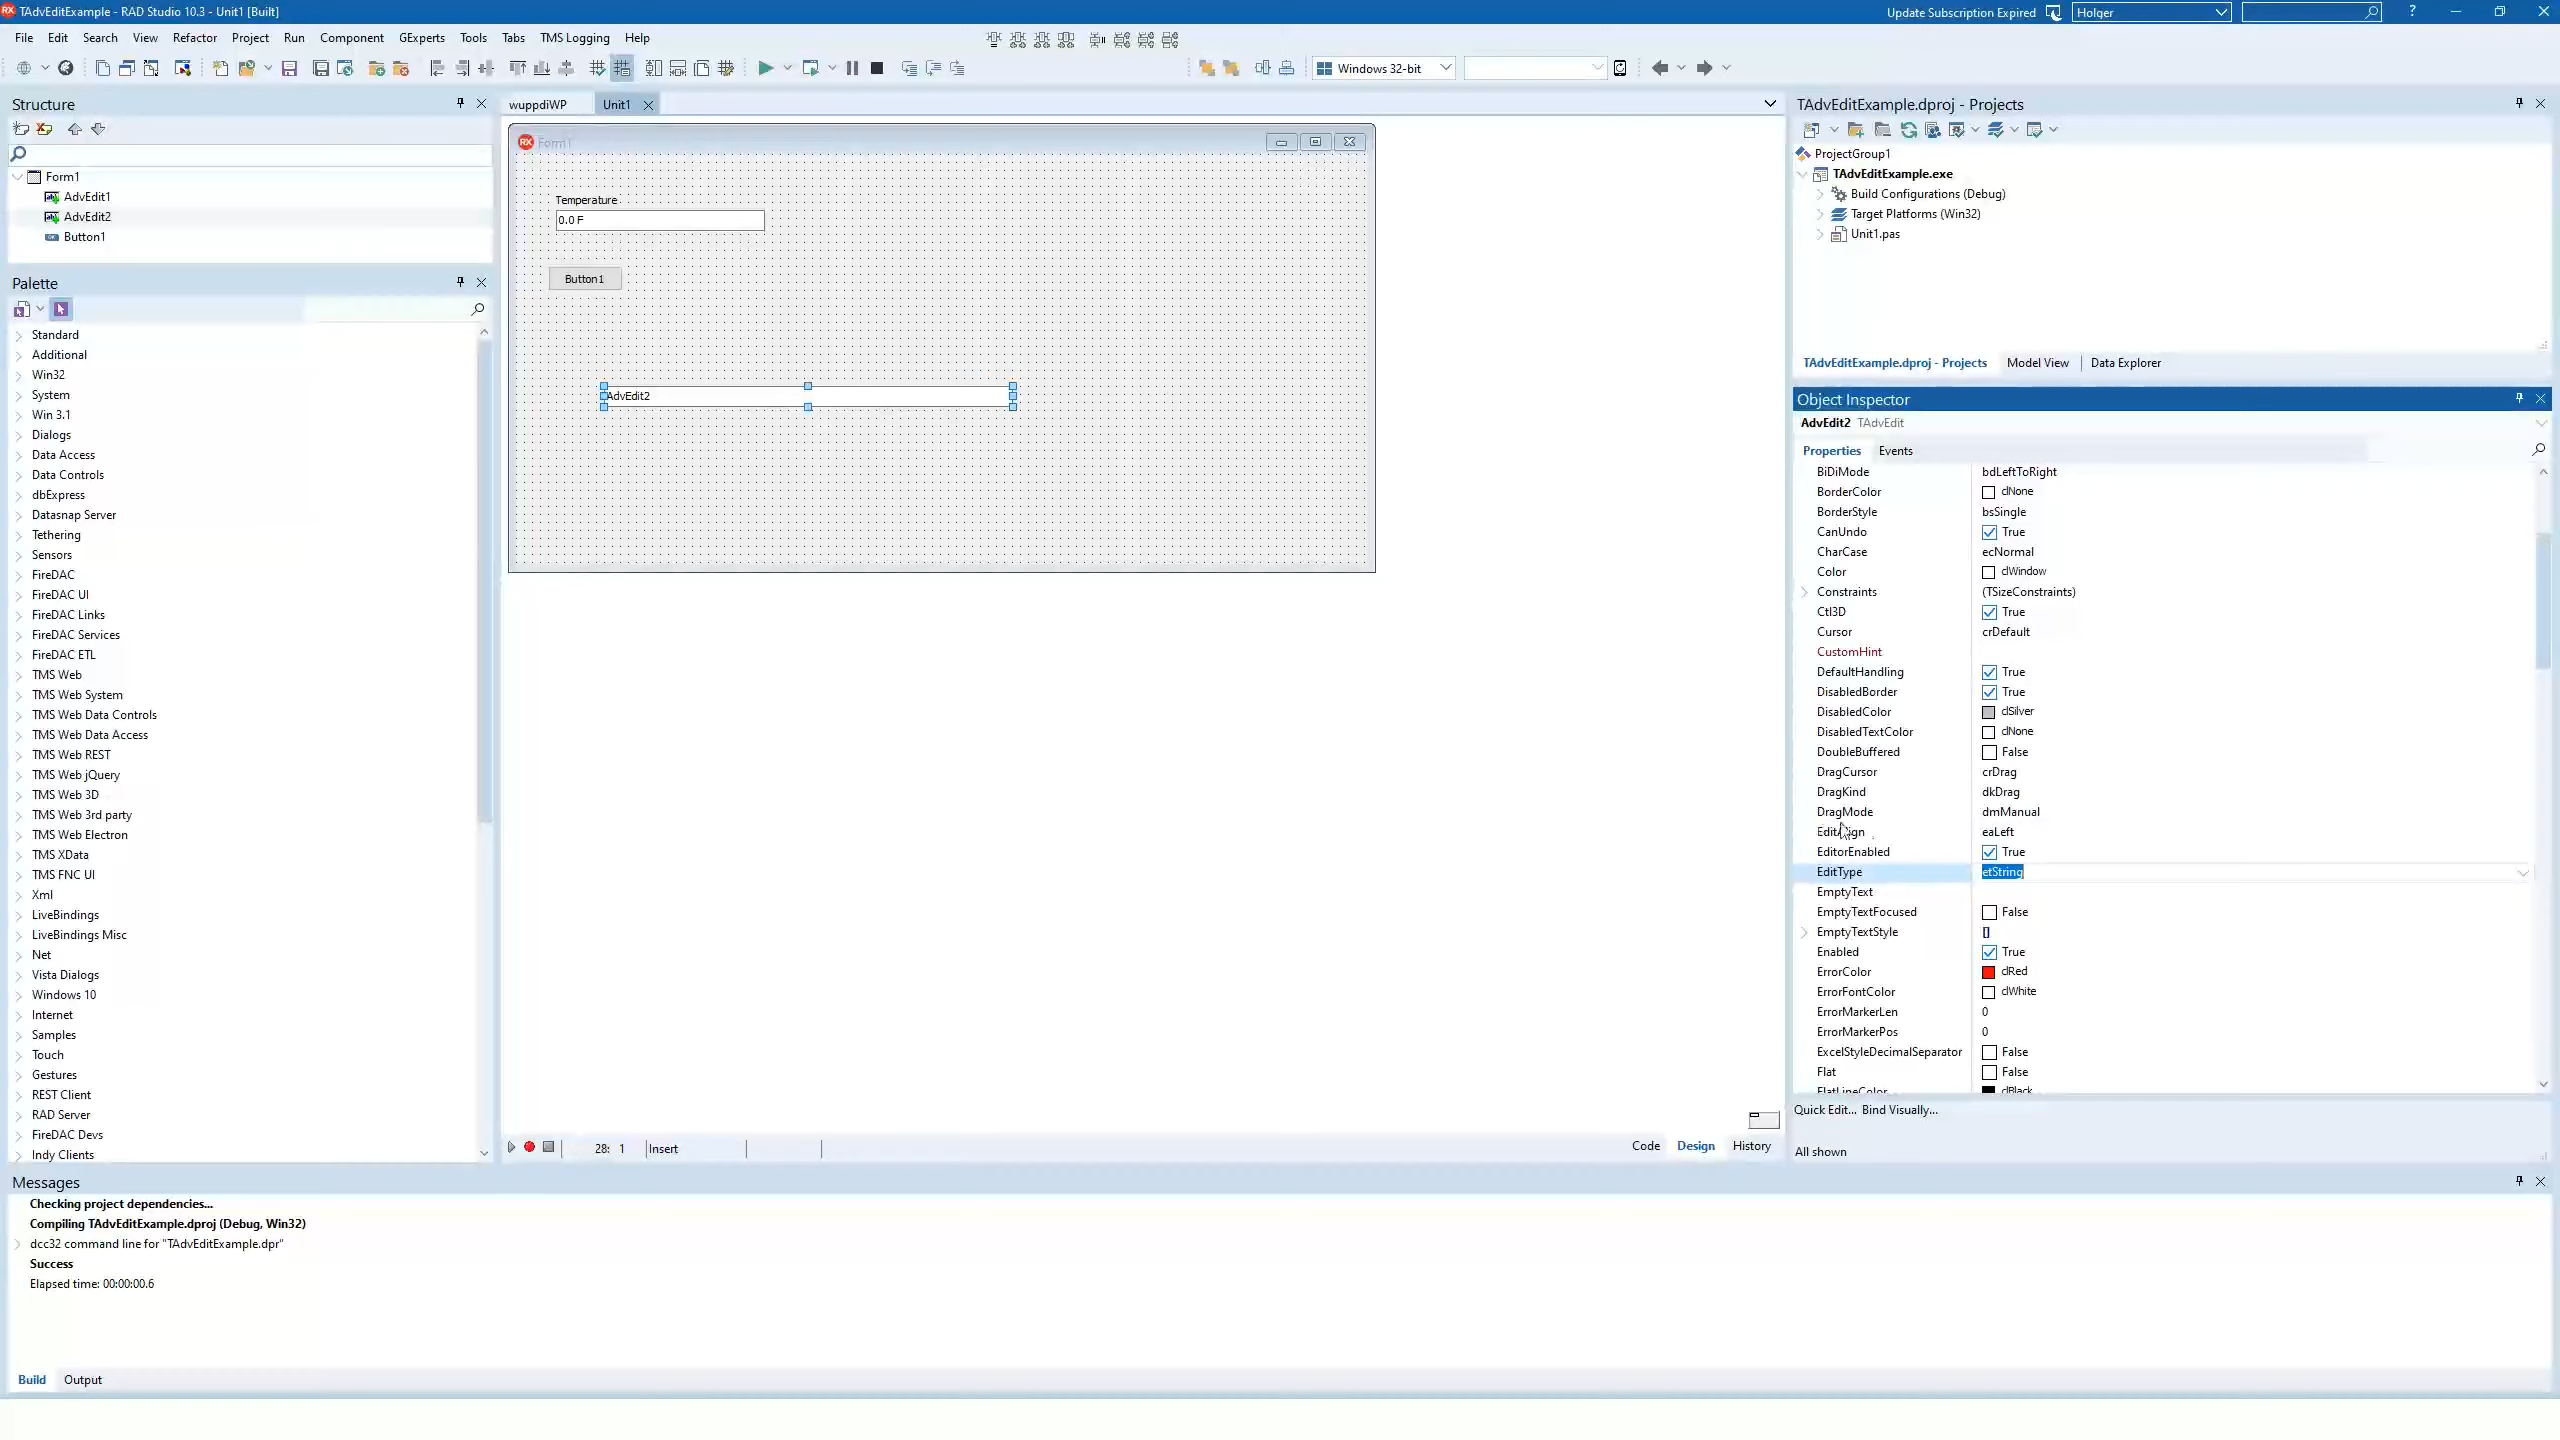 TAdvEditExample - RAD Studio 10.3 - Unit1 [Built]
Update Subscription Expired
Holger
File Edit Search View Refactor Project Run Component GExperts Tools Tabs TMS Logging Help
Windows 32-bit
Structure
Form1
AdvEdit1
AdvEdit2
Button1
Palette
Standard
Additional
Win32
System
Win 3.1
Dialogs
Data Access
Data Controls
dbExpress
Datasnap Server
Tethering
Sensors
FireDAC
FireDAC UI
FireDAC Links
FireDAC Services
FireDAC ETL
TMS Web
TMS Web System
TMS Web Data Controls
TMS Web Data Access
TMS Web REST
TMS Web jQuery
TMS Web 3D
TMS Web 3rd party
TMS Web Electron
TMS XData
TMS FNC UI
Xml
LiveBindings
LiveBindings Misc
Net
Vista Dialogs
Windows 10
Internet
Samples
Touch
Gestures
REST Client
RAD Server
FireDAC Devs
Indy Clients
wuppdiWP Unit1
RX Form1
Temperature
0.0 F
Button1
AdvEdit2
28: 1 Insert
Code Design History
TAdvEditExample.dproj - Projects
ProjectGroup1
TAdvEditExample.exe
Build Configurations (Debug)
Target Platforms (Win32)
Unit1.pas
TAdvEditExample.dproj - Projects Model View Data Explorer
Object Inspector
AdvEdit2 TAdvEdit
Properties Events
BiDiMode bdLeftToRight
BorderColor clNone
BorderStyle bsSingle
CanUndo True
CharCase ecNormal
Color clWindow
Constraints (TSizeConstraints)
Ctl3D True
Cursor crDefault
CustomHint
DefaultHandling True
DisabledBorder True
DisabledColor clSilver
DisabledTextColor clNone
DoubleBuffered False
DragCursor crDrag
DragKind dkDrag
DragMode dmManual
EditAlign eaLeft
EditorEnabled True
EditType etString
EmptyText
EmptyTextFocused False
EmptyTextStyle []
Enabled True
ErrorColor clRed
ErrorFontColor clWhite
ErrorMarkerLen 0
ErrorMarkerPos 0
ExcelStyleDecimalSeparator False
Flat False
FlatLineColor clBlack
Quick Edit... Bind Visually...
All shown
Messages
Checking project dependencies...
Compiling TAdvEditExample.dproj (Debug, Win32)
dcc32 command line for "TAdvEditExample.dpr"
Success
Elapsed time: 00:00:00.6
Build Output